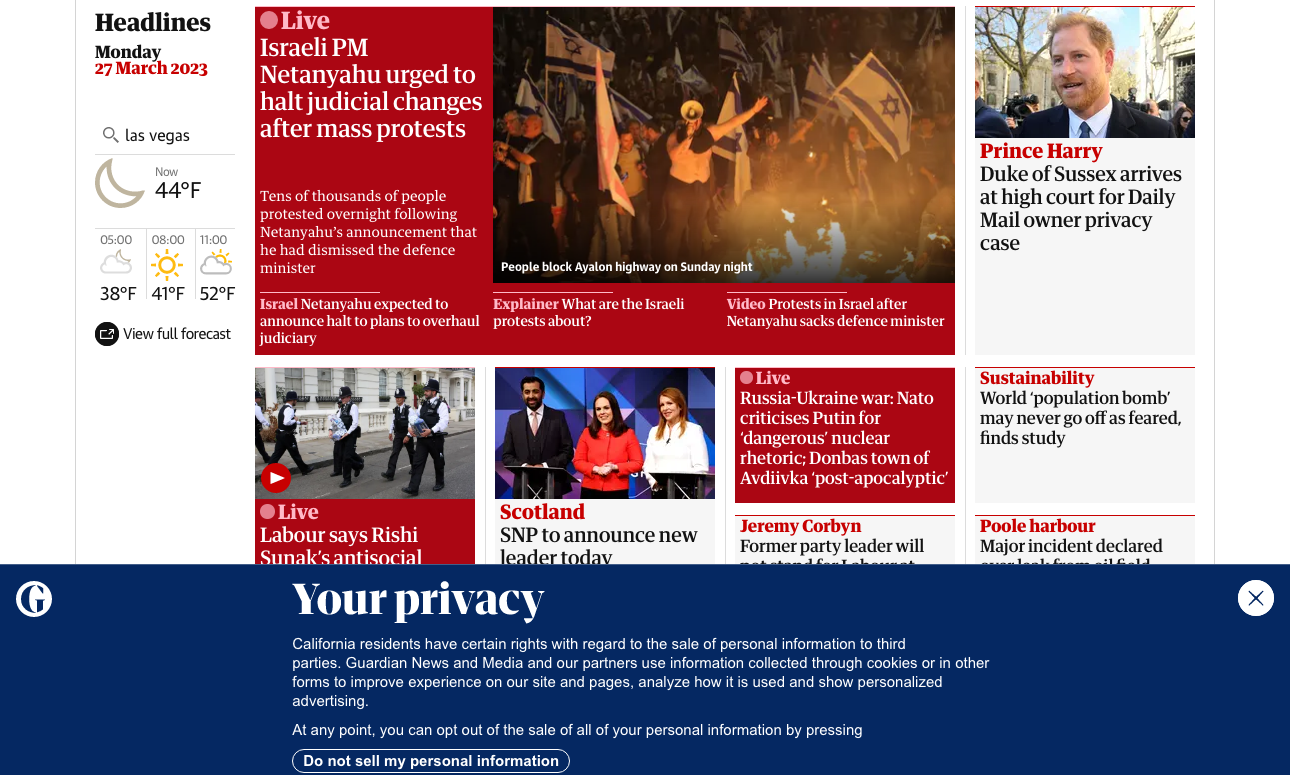 Headlines
Monday
27 March 2023
las vegas
Now
44°F
05:00
08:00
11:00
38°F
41°F
52°F
View full forecast
Live
Israeli PM
Netanyahu urged to
halt judicial changes
after mass protests
Tens of thousands of people
protested overnight following
Netanyahu’s announcement that
he had dismissed the defence
minister
People block Ayalon highway on Sunday night
Israel Netanyahu expected to
announce halt to plans to overhaul
judiciary
Explainer What are the Israeli
protests about?
Video Protests in Israel after
Netanyahu sacks defence minister
Prince Harry
Duke of Sussex arrives
at high court for Daily
Mail owner privacy
case
Live
Labour says Rishi
Sunak’s antisocial
Scotland
SNP to announce new
leader today
Live
Russia-Ukraine war: Nato
criticises Putin for
‘dangerous’ nuclear
rhetoric; Donbas town of
Avdiivka ‘post-apocalyptic’
Jeremy Corbyn
Former party leader will
not stand for Labour at
Sustainability
World ‘population bomb’
may never go off as feared,
finds study
Poole harbour
Major incident declared
over leak from oil field
Your privacy
California residents have certain rights with regard to the sale of personal information to third
parties. Guardian News and Media and our partners use information collected through cookies or in other
forms to improve experience on our site and pages, analyze how it is used and show personalized
advertising.
At any point, you can opt out of the sale of all of your personal information by pressing
Do not sell my personal information